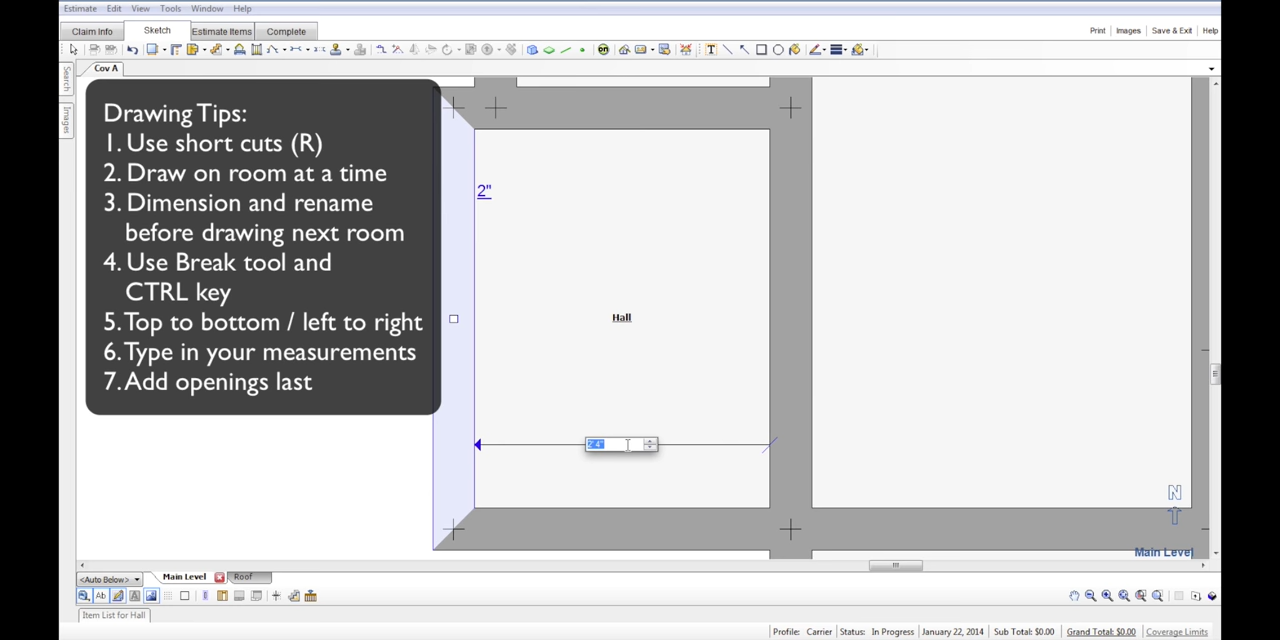 Estimate Edit View Tools Window Help
Claim Info Sketch Estimate Items Complete Print Images Save & Exit Help
Cov A
Search
Images
Drawing Tips:
1. Use short cuts (R)
2. Draw on room at a time
3. Dimension and rename
before drawing next room
4. Use Break tool and
CTRL key
5. Top to bottom / left to right
6. Type in your measurements
7. Add openings last
2"
Hall
2' 4"
N
Main Level
<Auto Below> Main Level Roof
Item List for Hall
Profile: Carrier Status: In Progress January 22, 2014 Sub Total: $0.00 Grand Total: $0.00 Coverage Limits